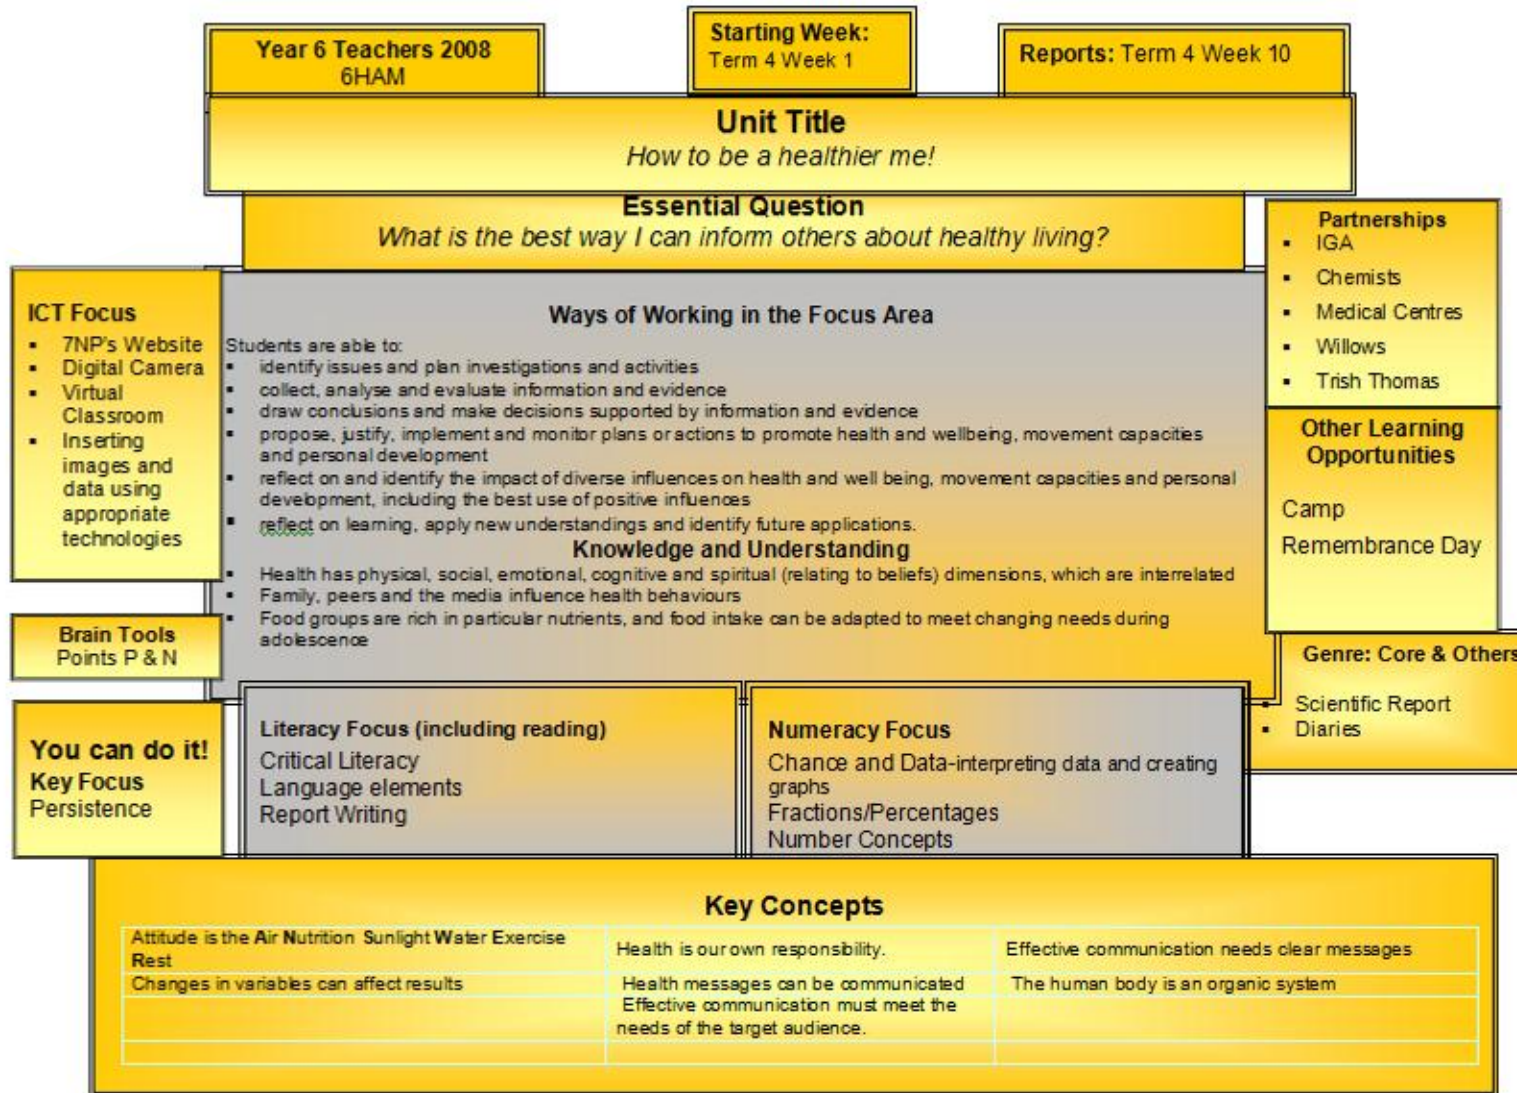 Year 6 Teachers 2008
6HAM
Starting Week:
Term 4 Week 1
Reports: Term 4 Week 10
Unit Title
How to be a healthier me!
Essential Question
What is the best way I can inform others about healthy living?
Partnerships
▪ IGA
▪ Chemists
▪ Medical Centres
▪ Willows
▪ Trish Thomas
ICT Focus
▪ 7NP's Website
▪ Digital Camera
▪ Virtual
Classroom
▪ Inserting
images and
data using
appropriate
technologies
Ways of Working in the Focus Area
Students are able to:
▪ identify issues and plan investigations and activities
▪ collect, analyse and evaluate information and evidence
▪ draw conclusions and make decisions supported by information and evidence
▪ propose, justify, implement and monitor plans or actions to promote health and wellbeing, movement capacities
and personal development
▪ reflect on and identify the impact of diverse influences on health and well being, movement capacities and personal
development, including the best use of positive influences
▪ reflect on learning, apply new understandings and identify future applications.
Knowledge and Understanding
▪ Health has physical, social, emotional, cognitive and spiritual (relating to beliefs) dimensions, which are interrelated
▪ Family, peers and the media influence health behaviours
▪ Food groups are rich in particular nutrients, and food intake can be adapted to meet changing needs during
adolescence
Other Learning
Opportunities
Camp
Remembrance Day
Brain Tools
Points P & N
Genre: Core & Others
▪ Scientific Report
▪ Diaries
You can do it!
Key Focus
Persistence
Literacy Focus (including reading)
Critical Literacy
Language elements
Report Writing
Numeracy Focus
Chance and Data-interpreting data and creating
graphs
Fractions/Percentages
Number Concepts
Key Concepts
Attitude is the Air Nutrition Sunlight Water Exercise
Rest
Health is our own responsibility.
Effective communication needs clear messages
Changes in variables can affect results
Health messages can be communicated
The human body is an organic system
Effective communication must meet the
needs of the target audience.